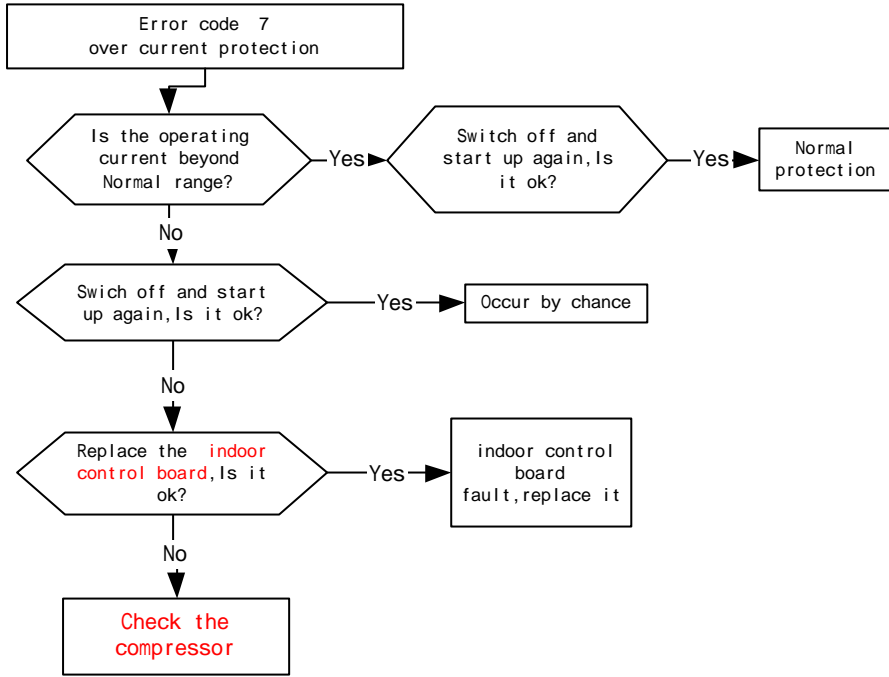 Error code 7
over current protection
Is the operating
current beyond
Normal range?
Yes
Switch off and
start up again,Is
it ok?
Yes
Normal
protection
No
Swich off and start
up again,Is it ok?
Yes
Occur by chance
No
Replace the indoor
control board,Is it
ok?
Yes
indoor control
board
fault,replace it
No
Check the
compressor